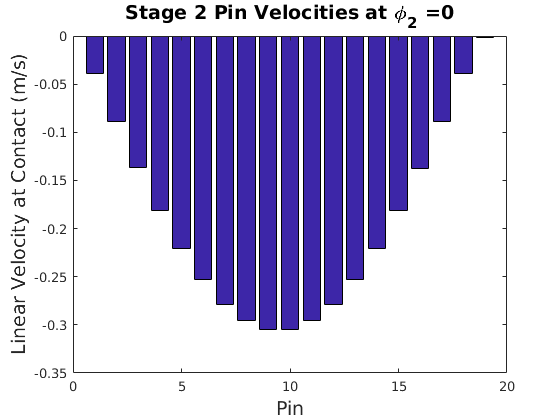 Stage 2 Pin Velocities at ϕ₂ =0
Linear Velocity at Contact (m/s)
0
-0.05
-0.1
-0.15
-0.2
-0.25
-0.3
-0.35
0 5 10 15 20
Pin